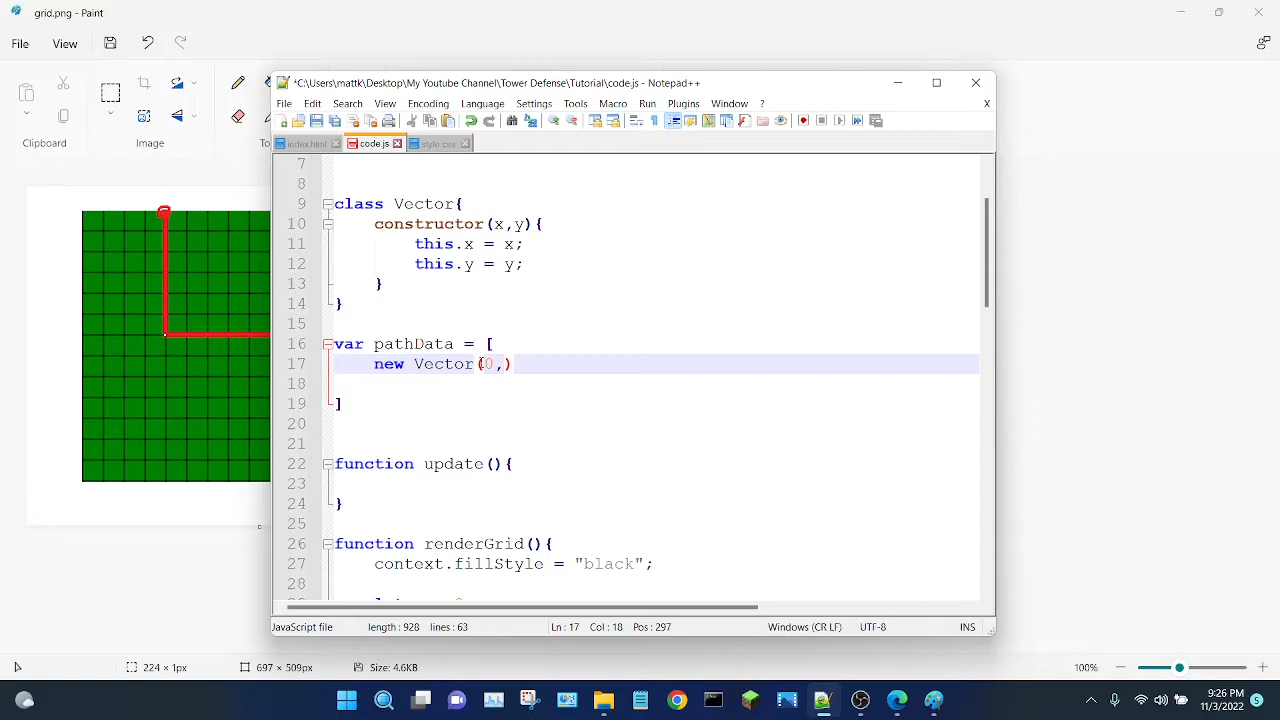 grid.png - Paint
File View
Clipboard
Image
To
*C:\Users\mattk\Desktop\My Youtube Channel\Tower Defense\Tutorial\code.js - Notepad++
File Edit Search View Encoding Language Settings Tools Macro Run Plugins Window ? X
index.html code.js style.css
7
8
9 class Vector{
10 constructor(x,y){
11 this.x = x;
12 this.y = y;
13 }
14 }
15
16 var pathData = [
17 new Vector(0,)
18
19 ]
20
21
22 function update(){
23
24 }
25
26 function renderGrid(){
27 context.fillStyle = "black";
28
JavaScript file length : 928 lines : 63 Ln : 17 Col : 18 Pos : 297 Windows (CR LF) UTF-8 INS
224 × 1px 697 × 509px Size: 4.6KB 100%
9:26 PM
11/3/2022